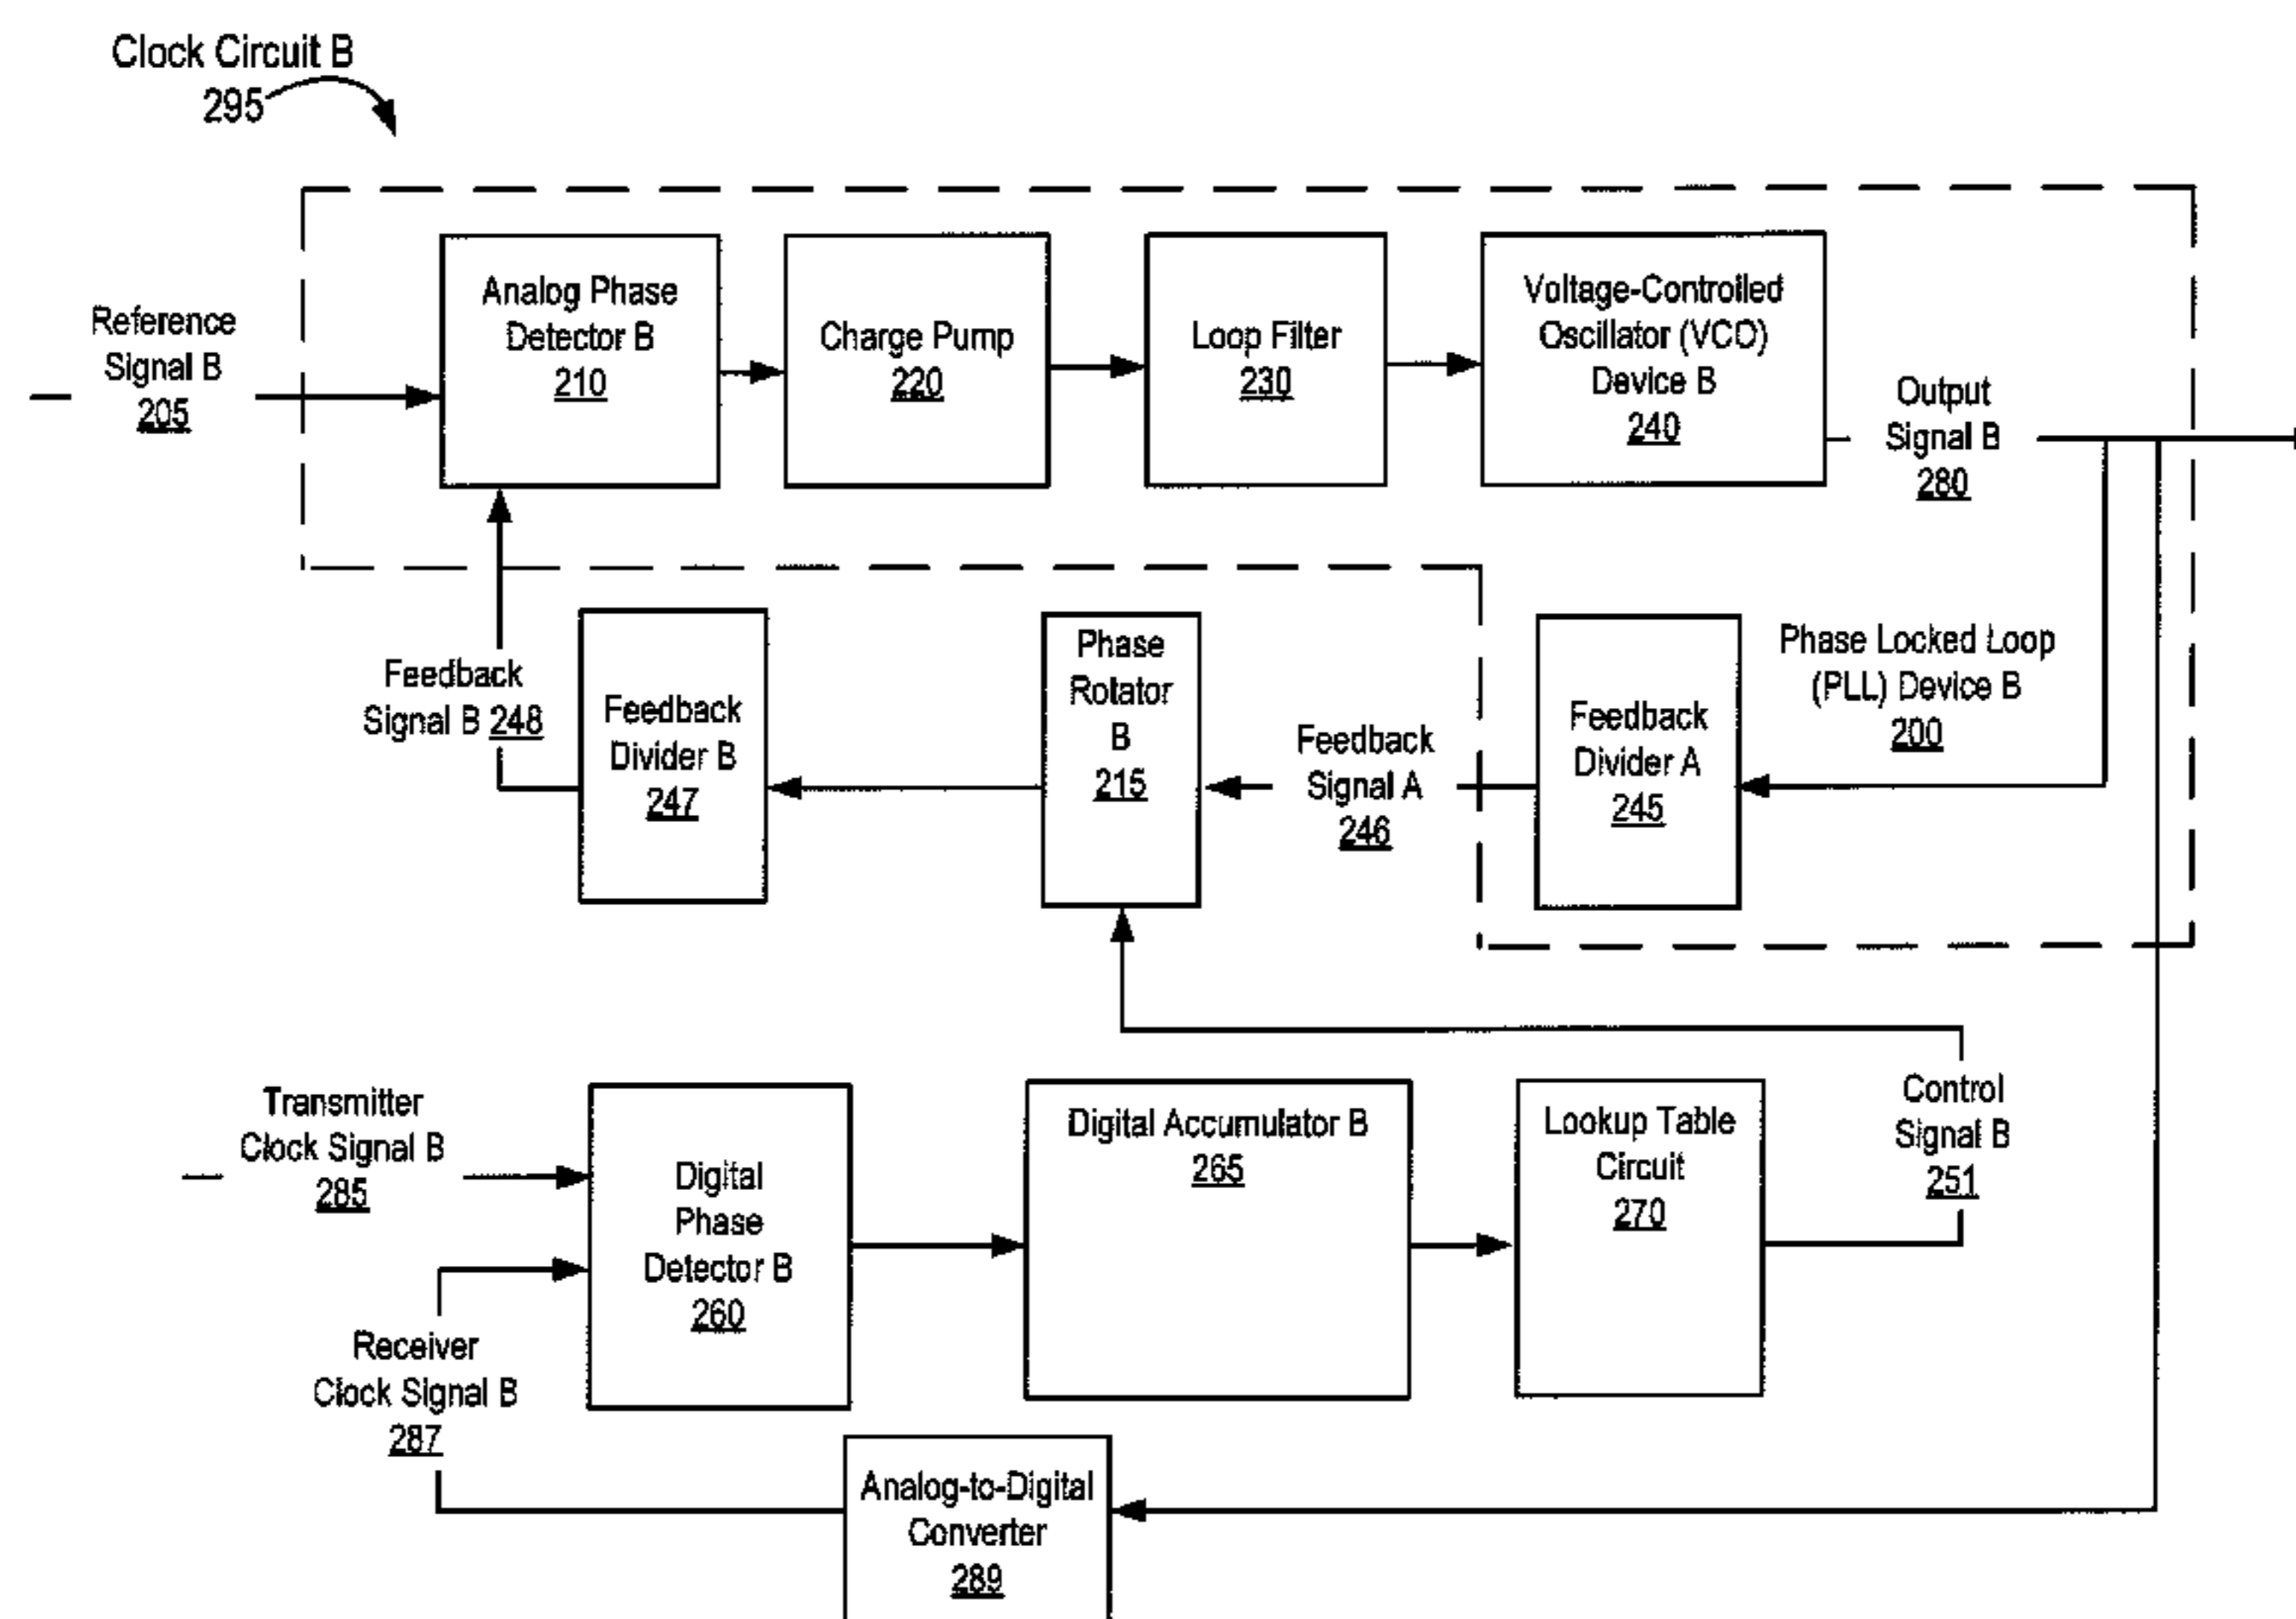 Clock Circuit B
295
Reference
Signal B
205
Analog Phase
Detector B
210
Charge Pump
220
Loop Filter
230
Voltage-Controlled
Oscillator (VCO)
Device B
240
Output
Signal B
280
Feedback
Signal B 248
Feedback
Divider B
247
Phase
Rotator
B
215
Feedback
Signal A
246
Feedback
Divider A
245
Phase Locked Loop
(PLL) Device B
200
Transmitter
Clock Signal B
285
Digital
Phase
Detector B
260
Digital Accumulator B
265
Lookup Table
Circuit
270
Control
Signal B
251
Receiver
Clock Signal B
287
Analog-to-Digital
Converter
289